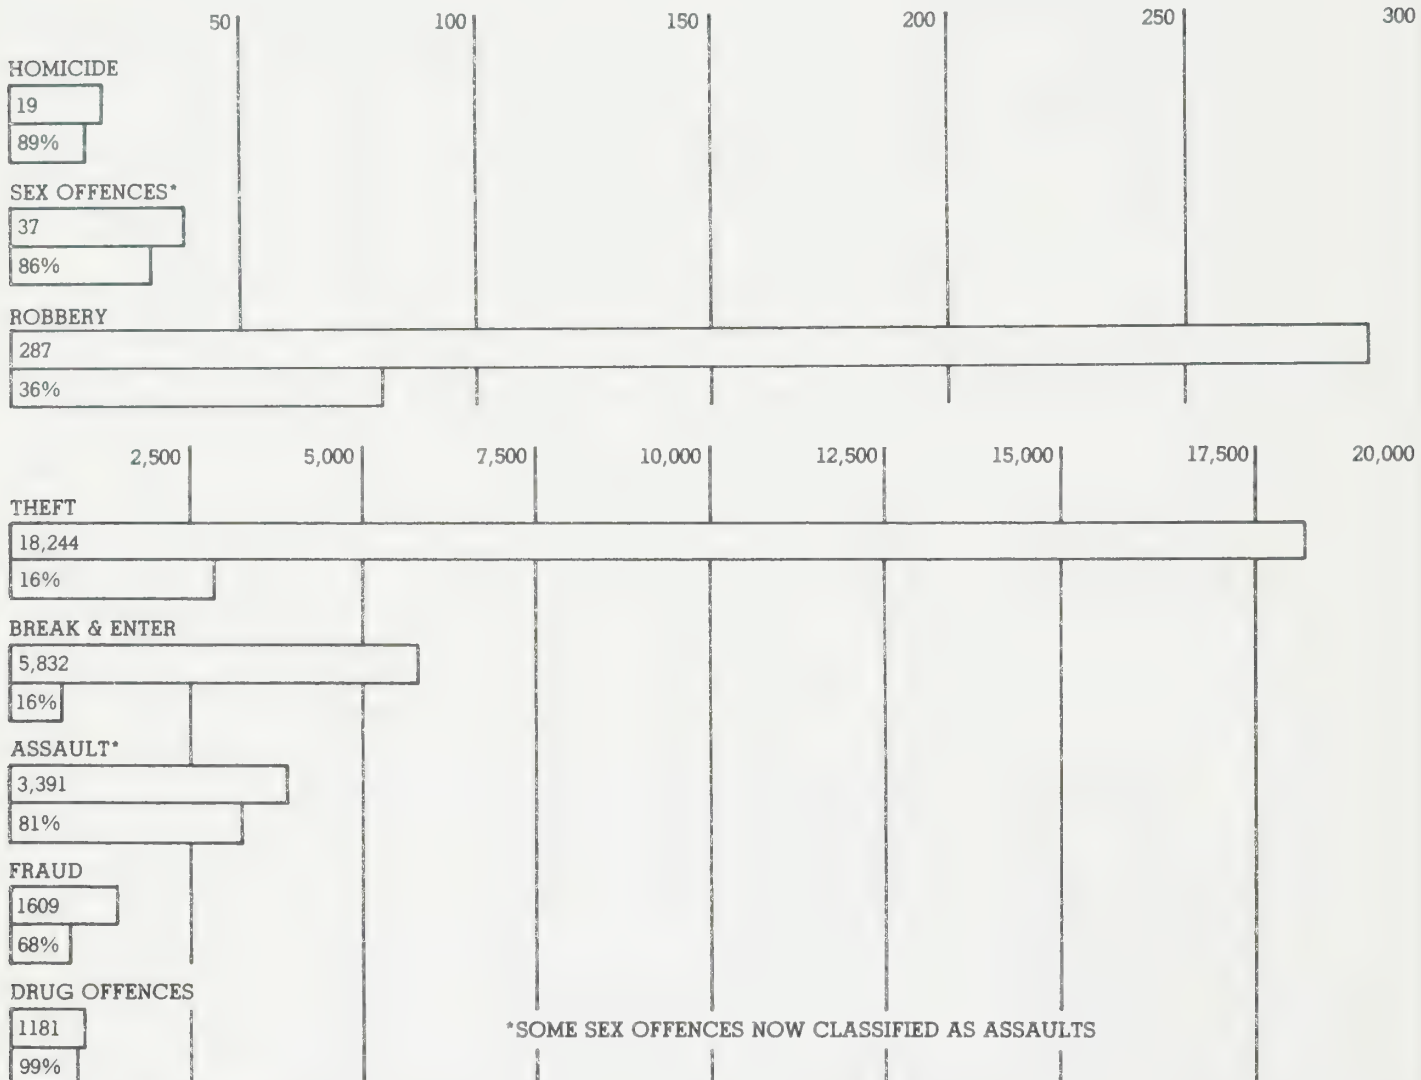 50 100 150 200 250 300
HOMICIDE
19
89%
SEX OFFENCES*
37
86%
ROBBERY
287
36%
2,500 5,000 7,500 10,000 12,500 15,000 17,500 20,000
THEFT
18,244
16%
BREAK & ENTER
5,832
16%
ASSAULT*
3,391
81%
FRAUD
1609
68%
DRUG OFFENCES
1181
*SOME SEX OFFENCES NOW CLASSIFIED AS ASSAULTS
99%